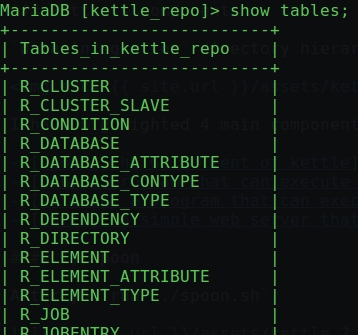 MariaDB [kettle_repo]> show tables;
+---------------------------+
| Tables_in_kettle_repo     |
+---------------------------+
| R_CLUSTER                 |
| R_CLUSTER_SLAVE           |
| R_CONDITION               |
| R_DATABASE                |
| R_DATABASE_ATTRIBUTE      |
| R_DATABASE_CONTYPE        |
| R_DATABASE_TYPE           |
| R_DEPENDENCY              |
| R_DIRECTORY               |
| R_ELEMENT                 |
| R_ELEMENT_ATTRIBUTE       |
| R_ELEMENT_TYPE            |
| R_JOB                     |
| R_JOBENTRY                |